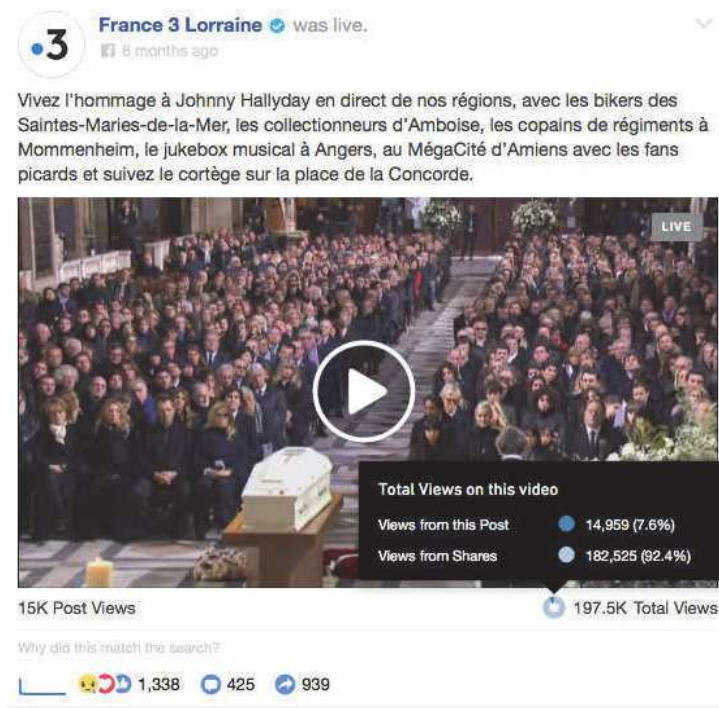 France 3 Lorraine was live.
8 months ago
Vivez l'hommage à Johnny Hallyday en direct de nos régions, avec les bikers des
Saintes-Maries-de-la-Mer, les collectionneurs d'Amboise, les copains de régiments à
Mommenheim, le jukebox musical à Angers, au MégaCité d'Amiens avec les fans
picards et suivez le cortège sur la place de la Concorde.
LIVE
Total Views on this video
Views from this Post 14,959 (7.6%)
Views from Shares 182,525 (92.4%)
15K Post Views 197.5K Total Views
Why did this match the search?
1,338 425 939